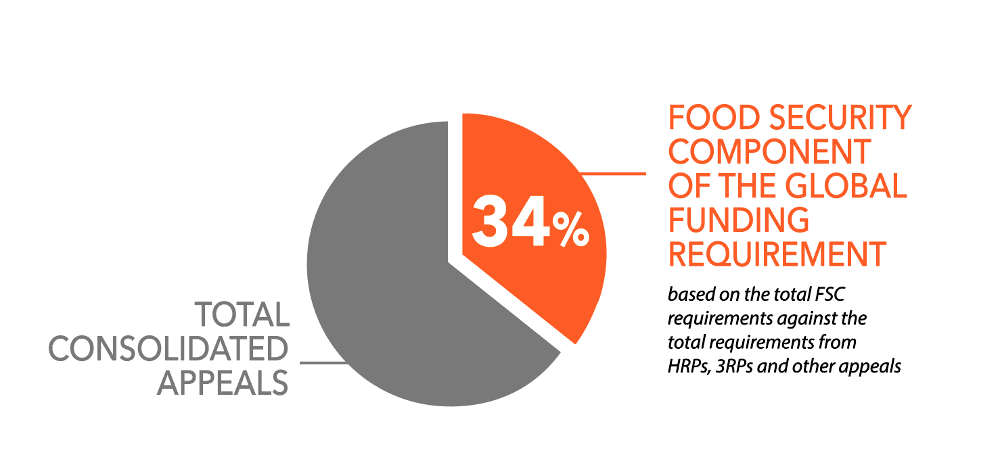 FOOD SECURITY
COMPONENT
OF THE GLOBAL
FUNDING
REQUIREMENT
34%
based on the total FSC
requirements against the
total requirements from
HRPs, 3RPs and other appeals
TOTAL
CONSOLIDATED
APPEALS